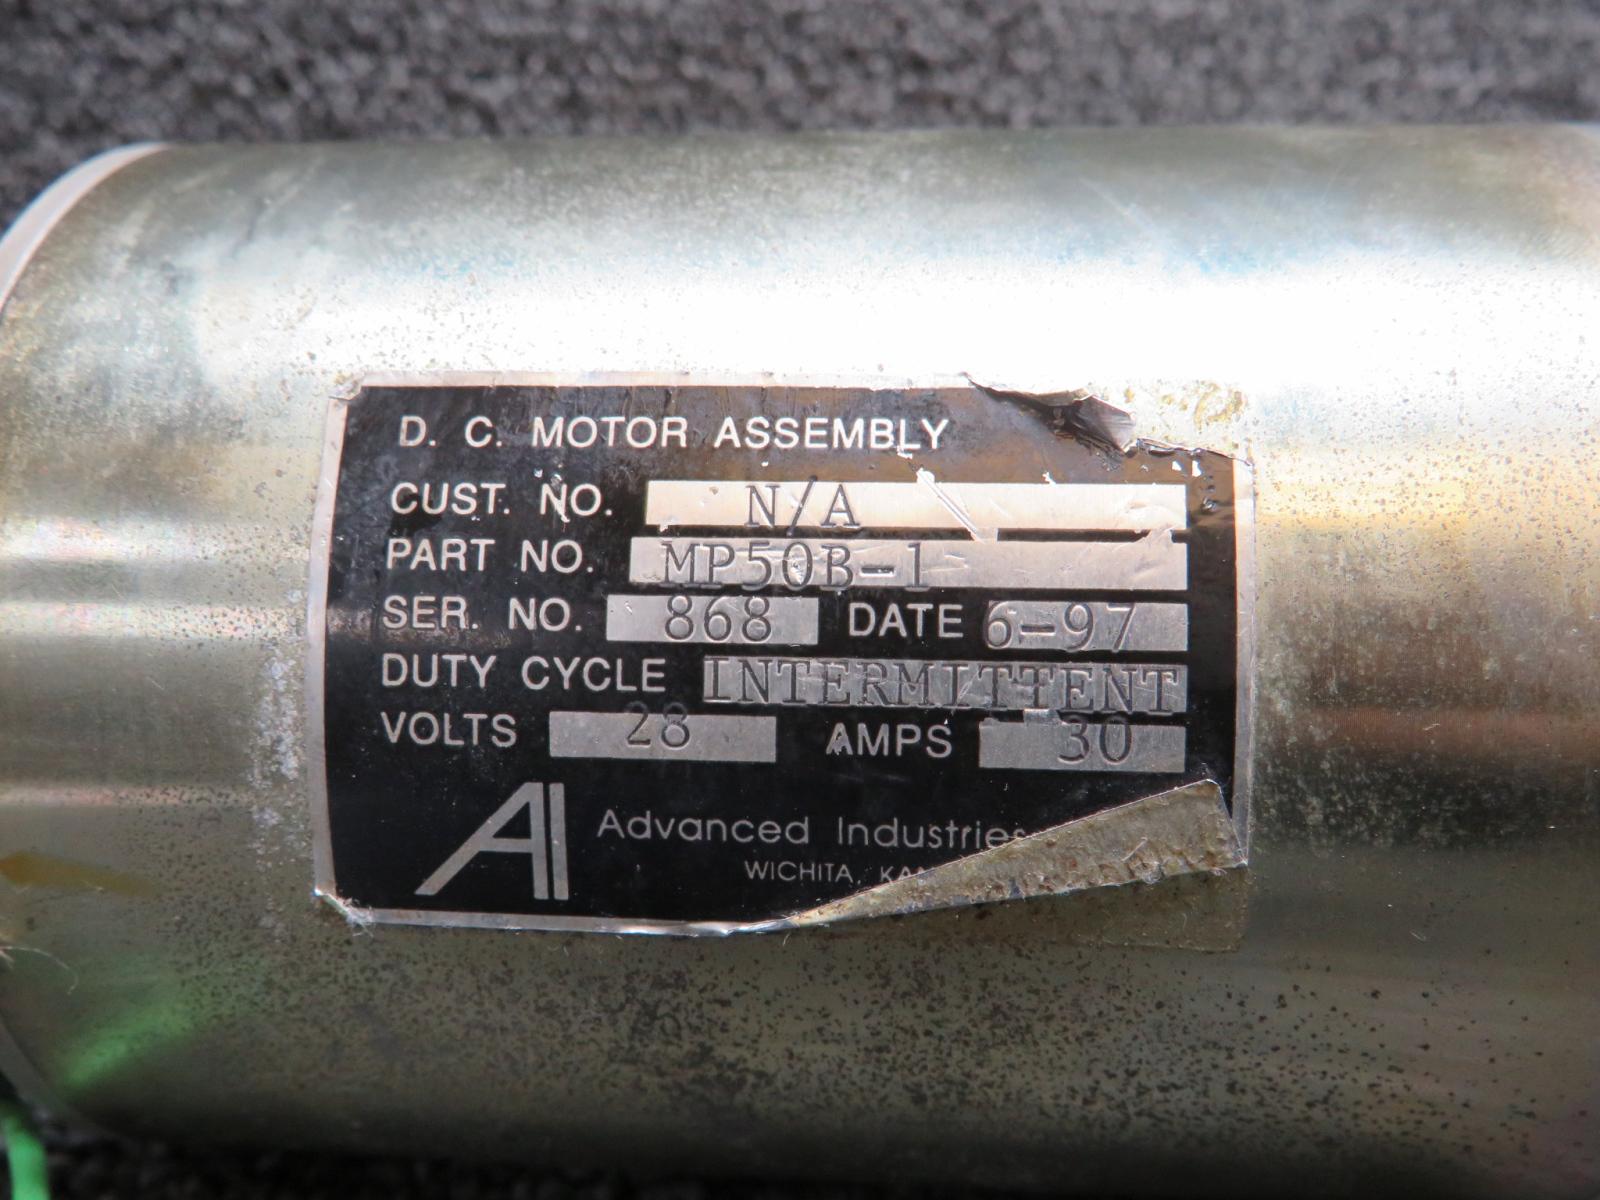 D. C. MOTOR ASSEMBLY
CUST. NO. N/A
PART NO. MP50B-1
SER. NO. 868 DATE 6-97
DUTY CYCLE INTERMITTENT
VOLTS 28 AMPS 30
AI Advanced Industries
WICHITA,